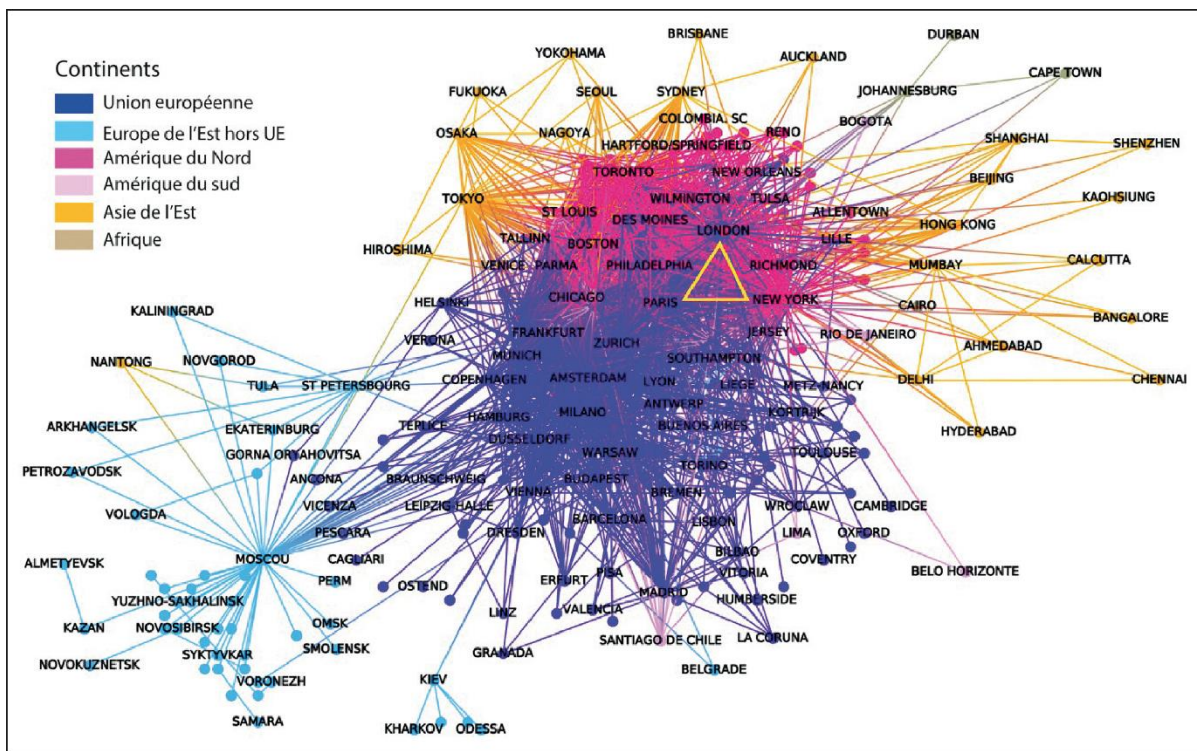 Continents
Union européenne
Europe de l'Est hors UE
Amérique du Nord
Amérique du sud
Asie de l'Est
Afrique
BRISBANE
DURBAN
YOKOHAMA
AUCKLAND
CAPE TOWN
FUKUOKA
SEOUL
SYDNEY
JOHANNESBURG
COLOMBIA. SC
BOGOTA
OSAKA
NAGOYA
RENO
SHANGHAI
SHENZHEN
HARTFORD/SPRINGFIELD
TORONTO
NEW ORLEANS
BEIJING
TOKYO
WILMINGTON
TULSA
KAOHSIUNG
ST LOUIS
DES MOINES
ALLENTOWN
HONG KONG
LONDON
TALLINN
BOSTON
LILLE
HIROSHIMA
VENICE
PARMA
PHILADELPHIA
RICHMOND
MUMBAY
CALCUTTA
CHICAGO
PARIS
NEW YORK
HELSINKI
CAIRO
KALININGRAD
BANGALORE
FRANKFURT
ZURICH
JERSEY
RIO DE JANEIRO
VERONA
MUNICH
AHMEDABAD
NANTONG
NOVGOROD
SOUTHAMPTON
TULA
ST PETERSBOURG
COPENHAGEN
AMSTERDAM
LYON
LIEGE
METZ-NANCY
DELHI
CHENNAI
ANTWERP
HAMBURG
MILANO
KORTRIJK
ARKHANGELSK
EKATERINBURG
TEPLICE
BUENOS AIRES
HYDERABAD
GORNA ORYAHOVITSA
DUSSELDORF
WARSAW
TOULOUSE
PETROZAVODSK
ANCONA
BRAUNSCHWEIG
BUDAPEST
TORINO
VIENNA
BREMEN
VOLOGDA
VICENZA
LEIPZIG HALLE
WROCLAW
CAMBRIDGE
BARCELONA
LISBON
PESCARA
DRESDEN
LIMA
OXFORD
MOSCOU
CAGLIARI
BILBAO
COVENTRY
ALMETYEVSK
PISA
VITORIA
BELO HORIZONTE
PERM
OSTEND
ERFURT
MADRID
YUZHNO-SAKHALINSK
HUMBERSIDE
LINZ
VALENCIA
KAZAN
NOVOSIBIRSK
OMSK
SANTIAGO DE CHILE
LA CORUNA
SMOLENSK
GRANADA
SYKTYVKAR
NOVOKUZNETSK
BELGRADE
VORONEZH
KIEV
SAMARA
KHARKOV
ODESSA